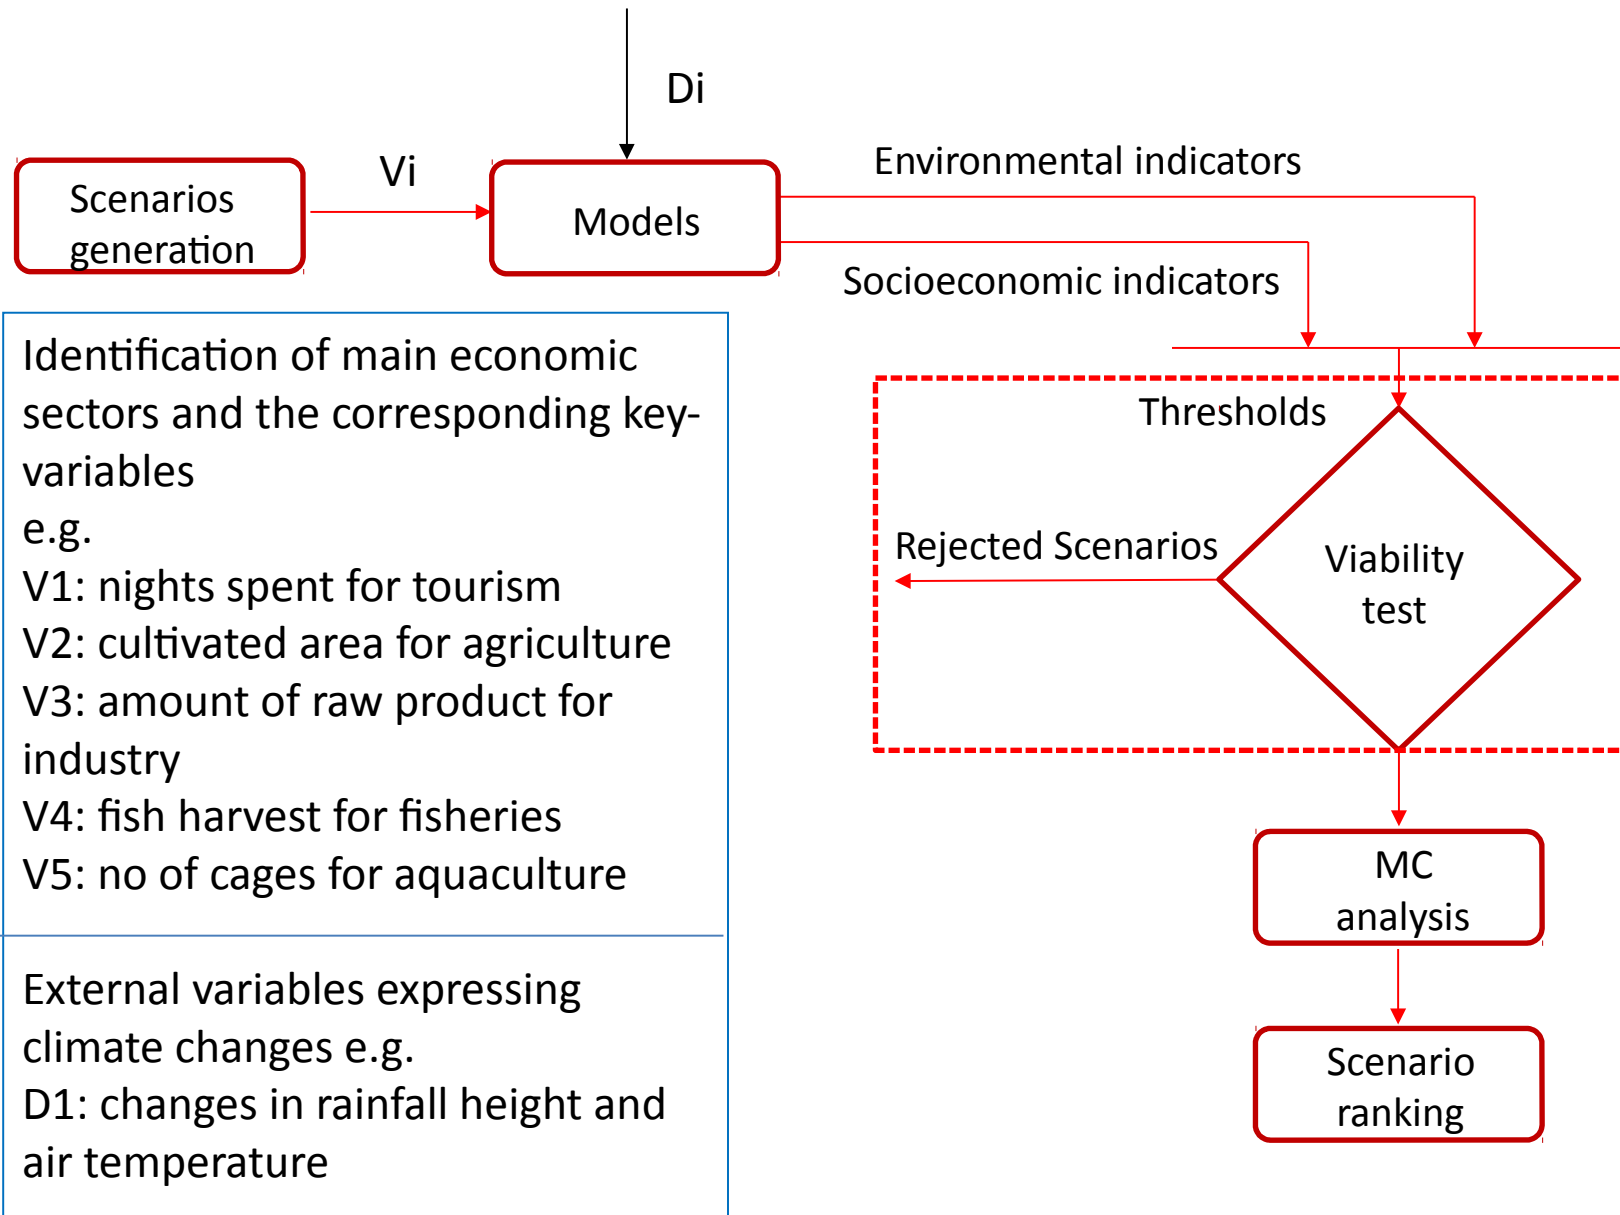 Di
Scenarios
generation
Vi
Models
Environmental indicators
Socioeconomic indicators
Identification of main economic
sectors and the corresponding key-
variables
e.g.
V1: nights spent for tourism
V2: cultivated area for agriculture
V3: amount of raw product for
industry
V4: fish harvest for fisheries
V5: no of cages for aquaculture
External variables expressing
climate changes e.g.
D1: changes in rainfall height and
air temperature
Thresholds
Rejected Scenarios
Viability
test
MC
analysis
Scenario
ranking